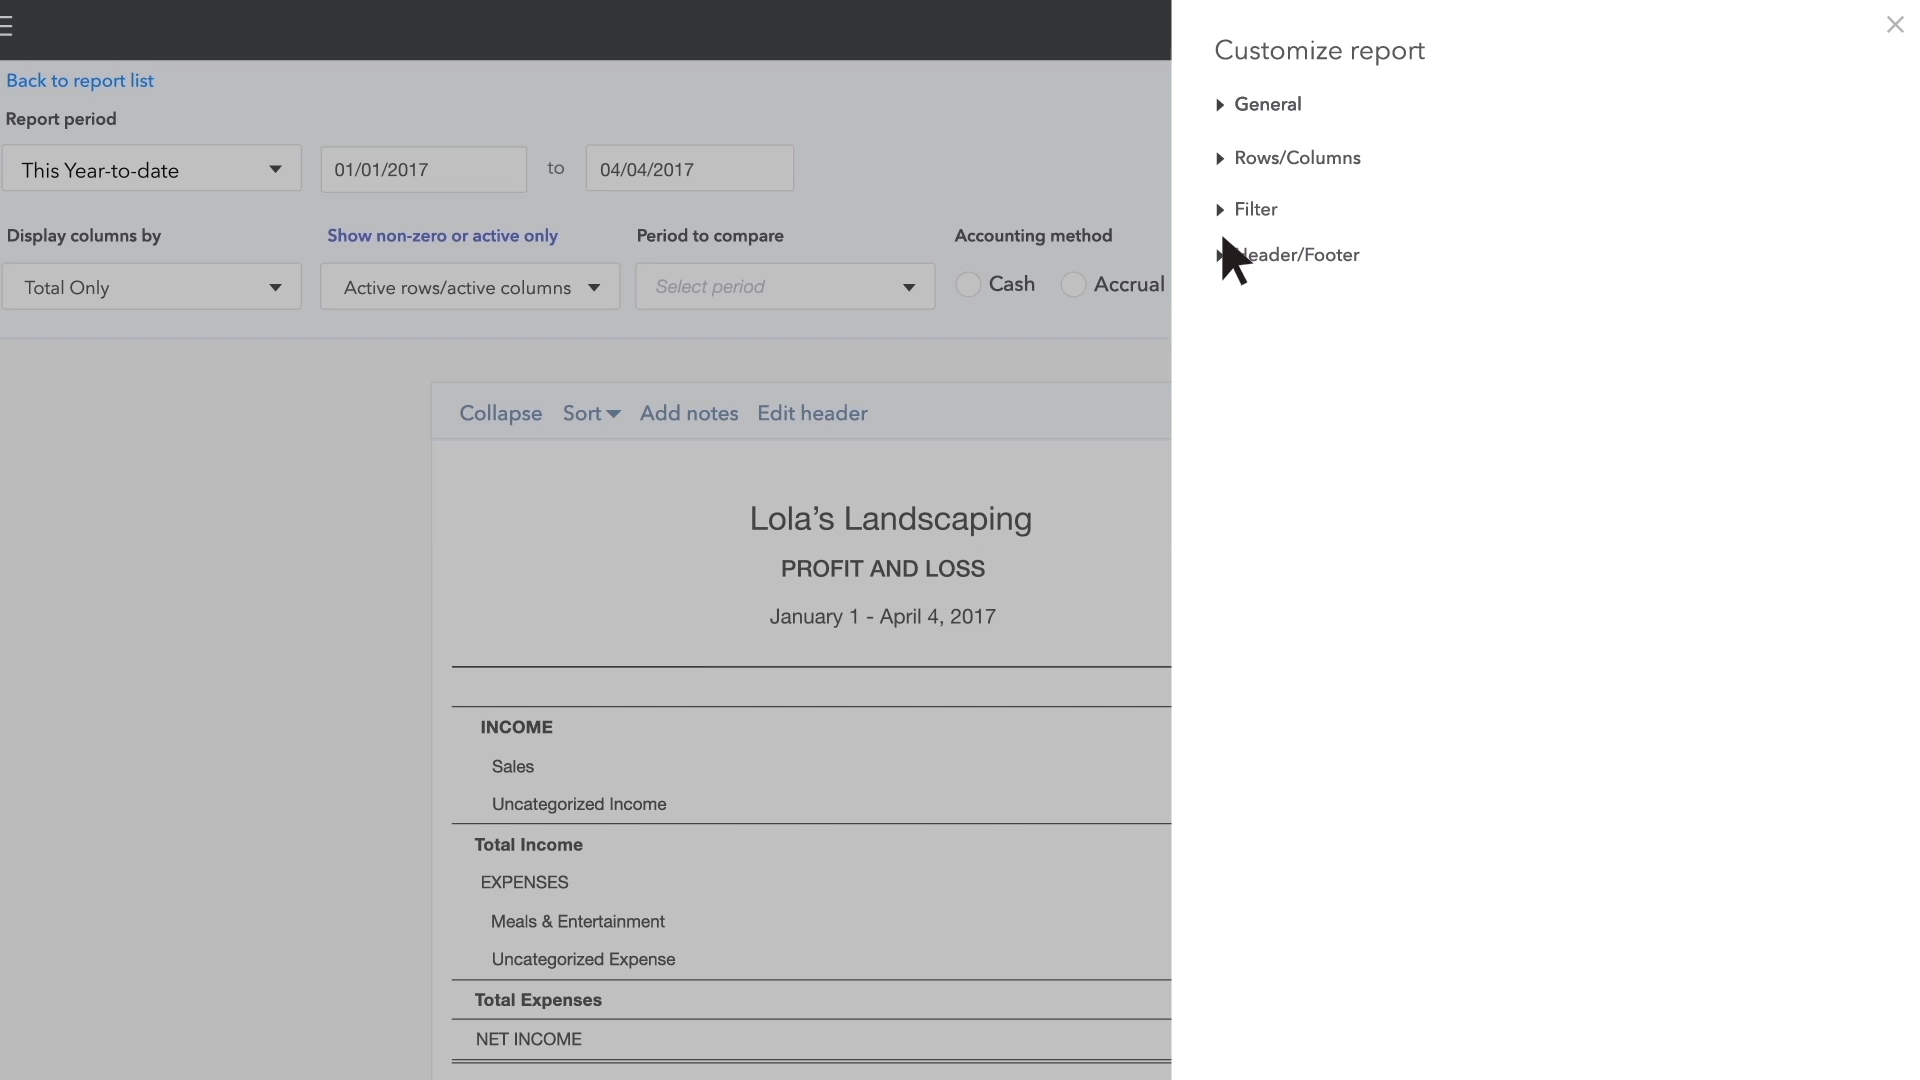 Back to report list
Report period
This Year-to-date 01/01/2017 to 04/04/2017
Display columns by Show non-zero or active only Period to compare Accounting method
Total Only Active rows/active columns Select period Cash Accrual
Collapse Sort Add notes Edit header
Lola’s Landscaping
PROFIT AND LOSS
January 1 - April 4, 2017
INCOME
Sales
Uncategorized Income
Total Income
EXPENSES
Meals & Entertainment
Uncategorized Expense
Total Expenses
NET INCOME
Customize report
General
Rows/Columns
Filter
Header/Footer